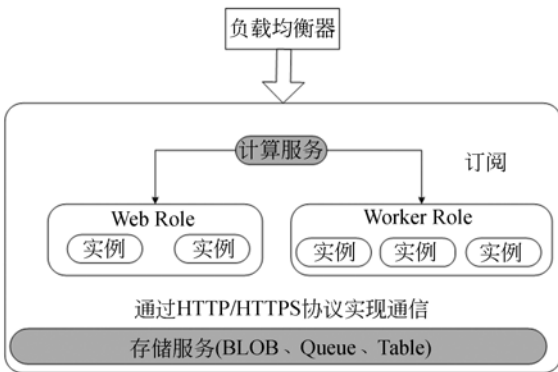 负载均衡器
计算服务
订阅
Web Role
实例 实例
Worker Role
实例 实例 实例
通过HTTP/HTTPS协议实现通信
存储服务(BLOB、Queue、Table)